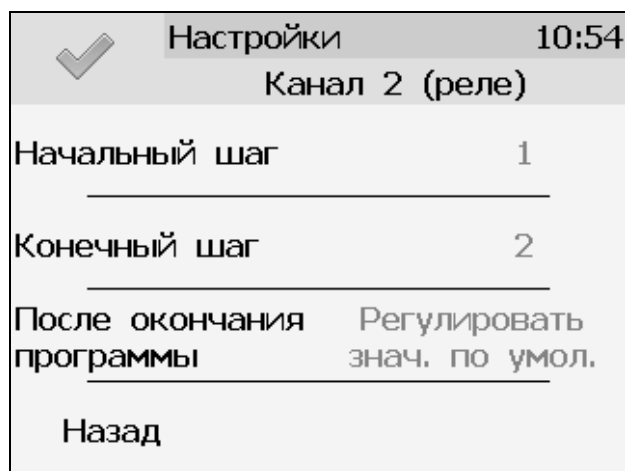 Настройки 10:54
Канал 2 (реле)
Начальный шаг 1
Конечный шаг 2
После окончания Регулировать
программы знач. по умол.
Назад